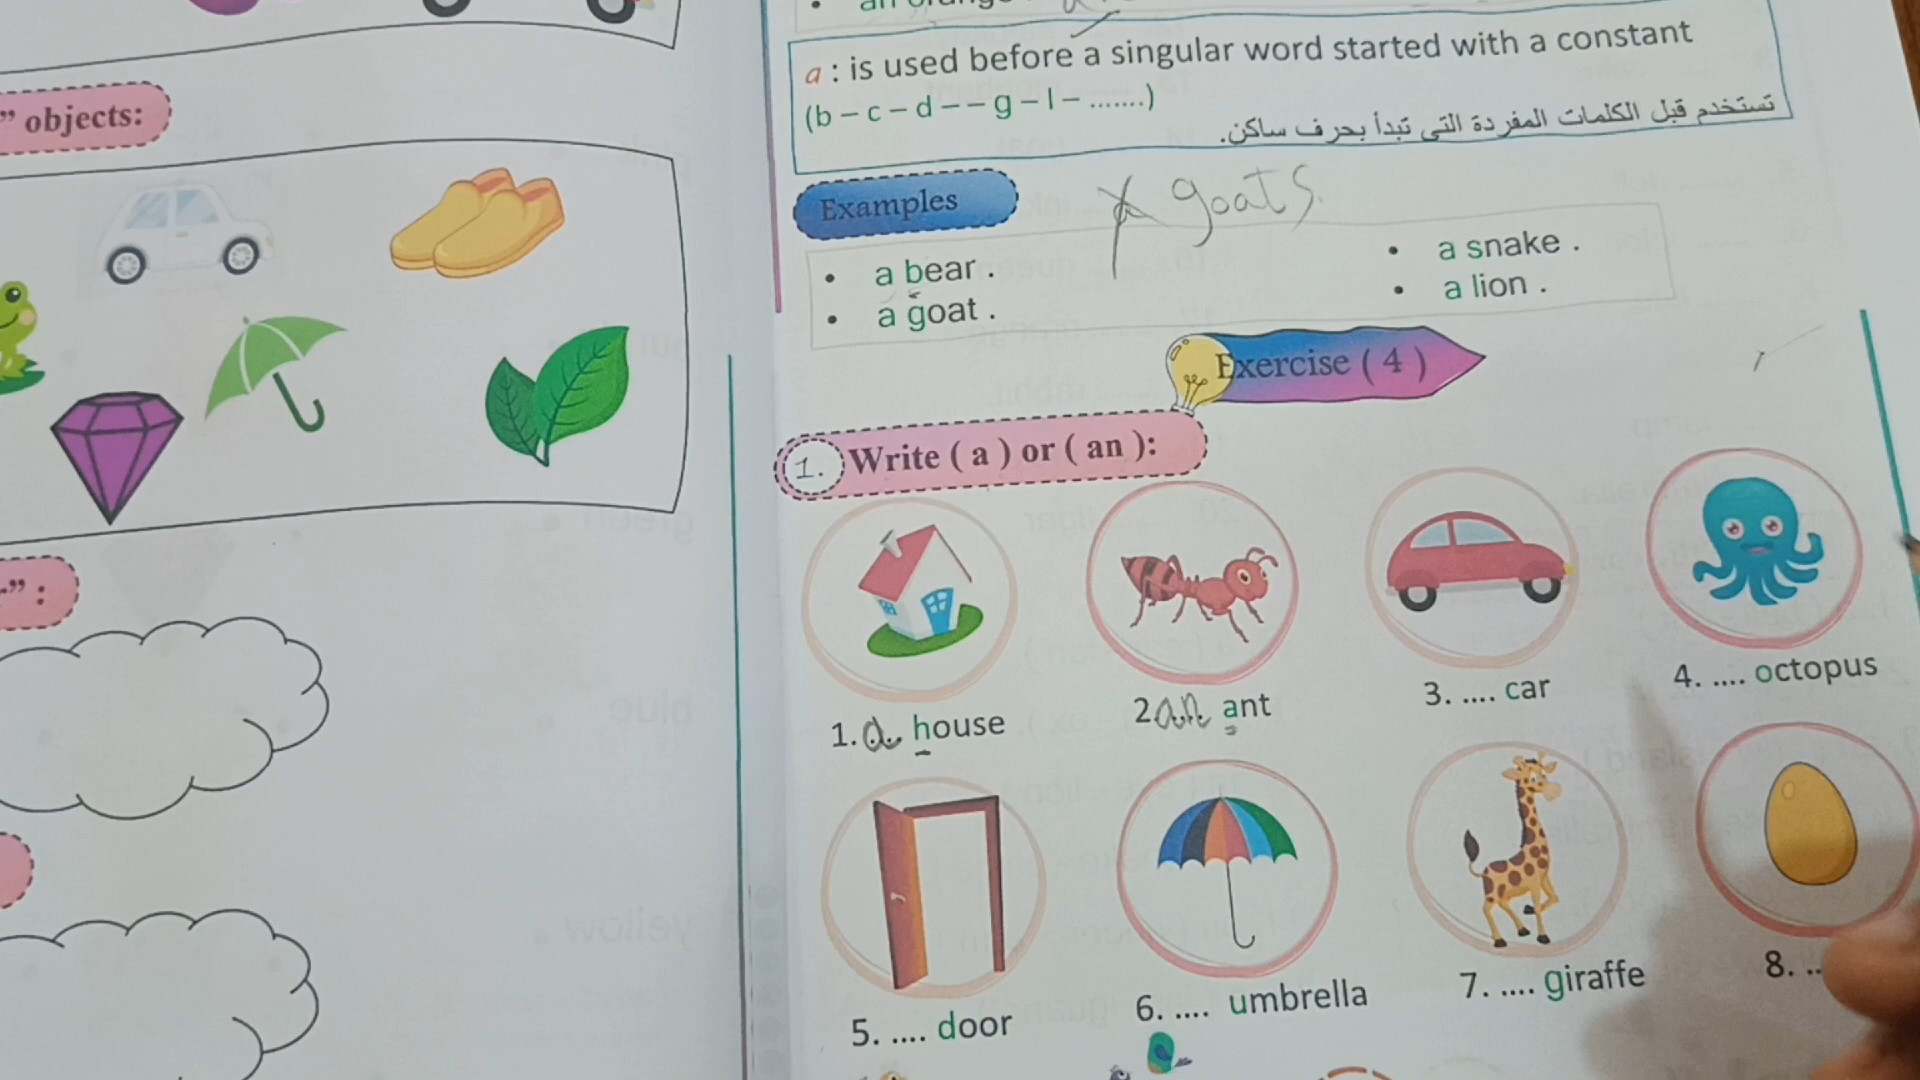 ” objects:
-” :
an orange
a : is used before a singular word started with a constant
(b – c – d – – g – l – .......)
تستخدم قبل الكلمات المفردة التى تبدأ بحرف ساكن.
Examples
a goats.
• a bear .
• a goat .
• a snake .
• a lion .
Exercise ( 4 )
1. Write ( a ) or ( an ):
1. a house
2 an ant
3. .... car
4. .... octopus
5. .... door
6. .... umbrella
7. .... giraffe
8. ..